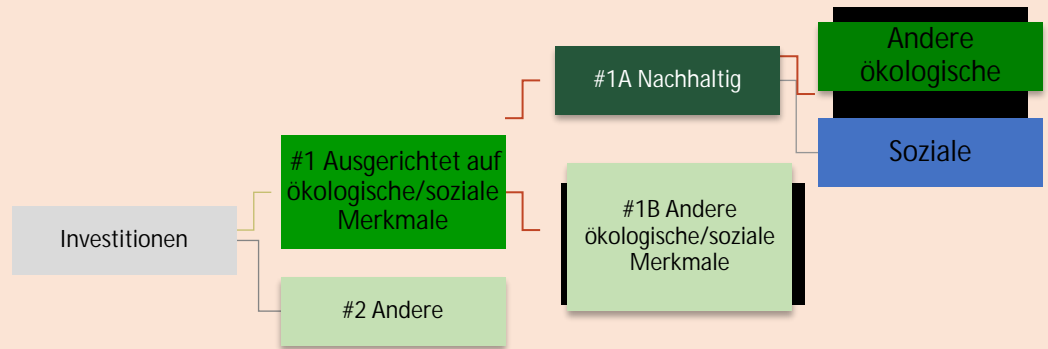 Investitionen
#1 Ausgerichtet auf
ökologische/soziale
Merkmale
#2 Andere
#1A Nachhaltig
#1B Andere
ökologische/soziale
Merkmale
Andere
ökologische
Soziale